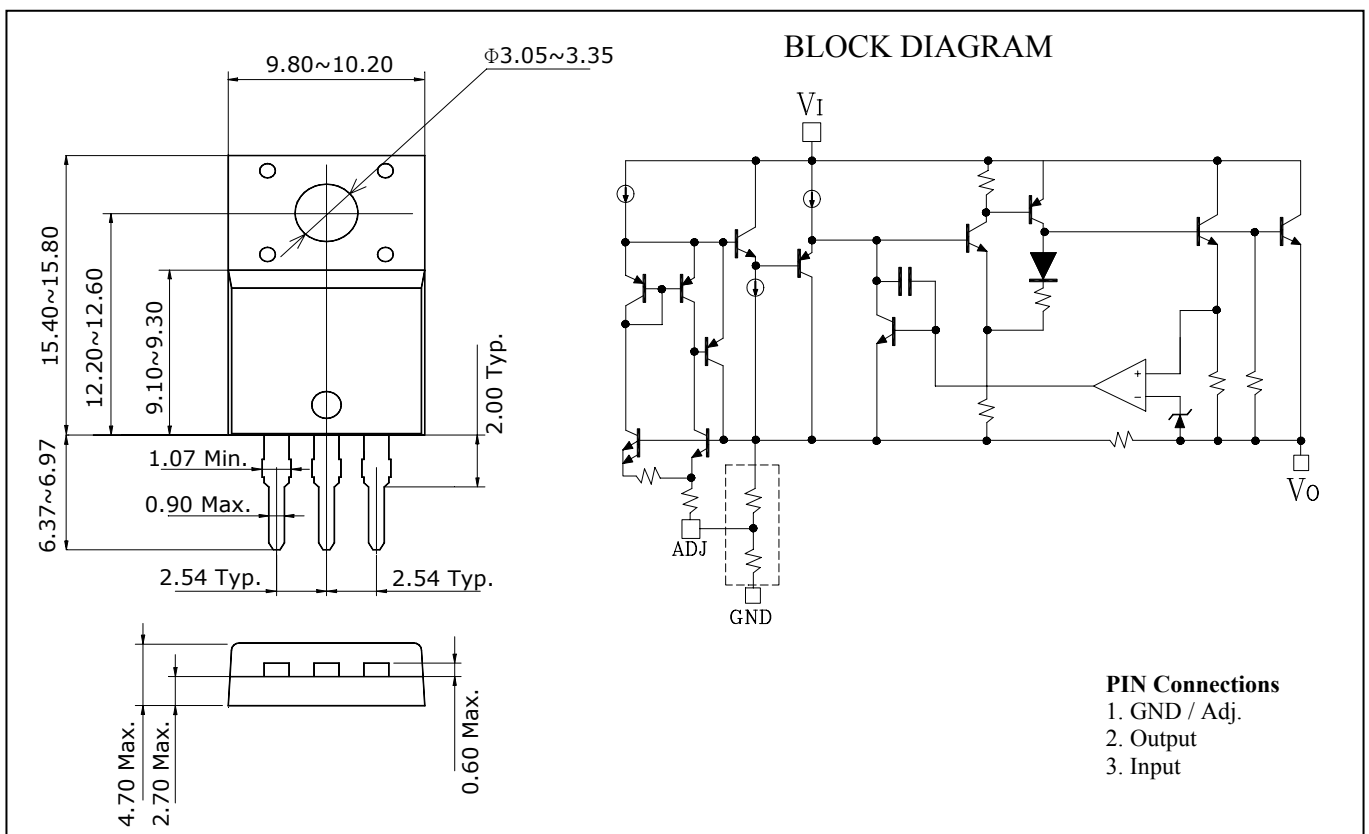 BLOCK DIAGRAM
9.80~10.20
Φ3.05~3.35
VI
15.40~15.80
12.20~12.60
9.10~9.30
2.00 Typ.
6.37~6.97
1.07 Min.
0.90 Max.
2.54 Typ.
2.54 Typ.
+
−
ADJ
GND
VO
4.70 Max.
2.70 Max.
0.60 Max.
PIN Connections
1. GND / Adj.
2. Output
3. Input